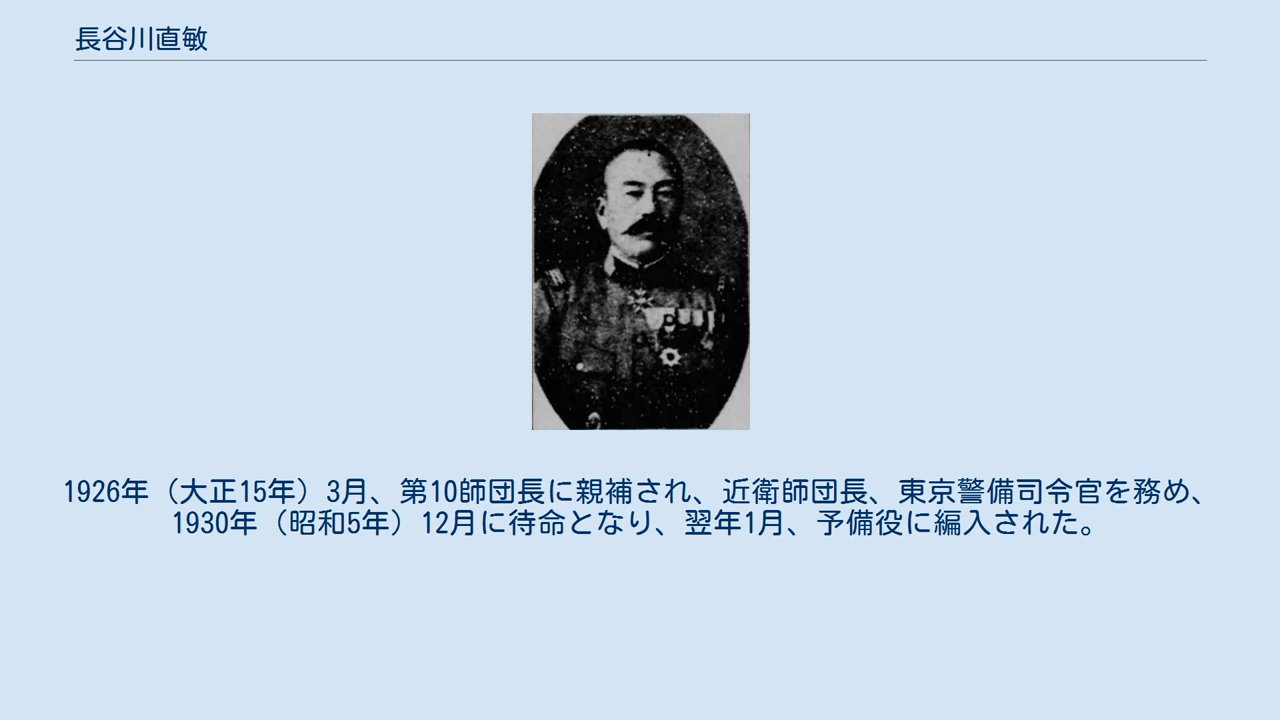 長谷川直敏
1926年（大正15年）3月、第10師団長に親補され、近衛師団長、東京警備司令官を務め、
1930年（昭和5年）12月に待命となり、翌年1月、予備役に編入された。